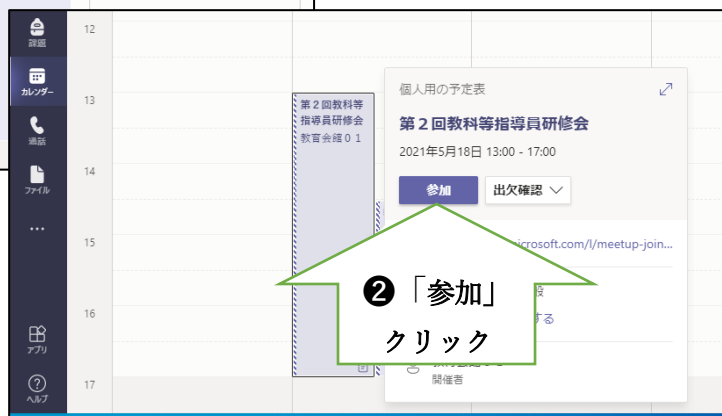 課題
カレンダー
通話
ファイル
...
アプリ
ヘルプ
12
13
14
15
16
17
第２回教科等
指導員研修会
教育会館０１
個人用の予定表
第２回教科等指導員研修会
2021年5月18日 13:00 - 17:00
参加
出欠確認
icrosoft.com/l/meetup-join...
する
開催者
❷「参加」
クリック